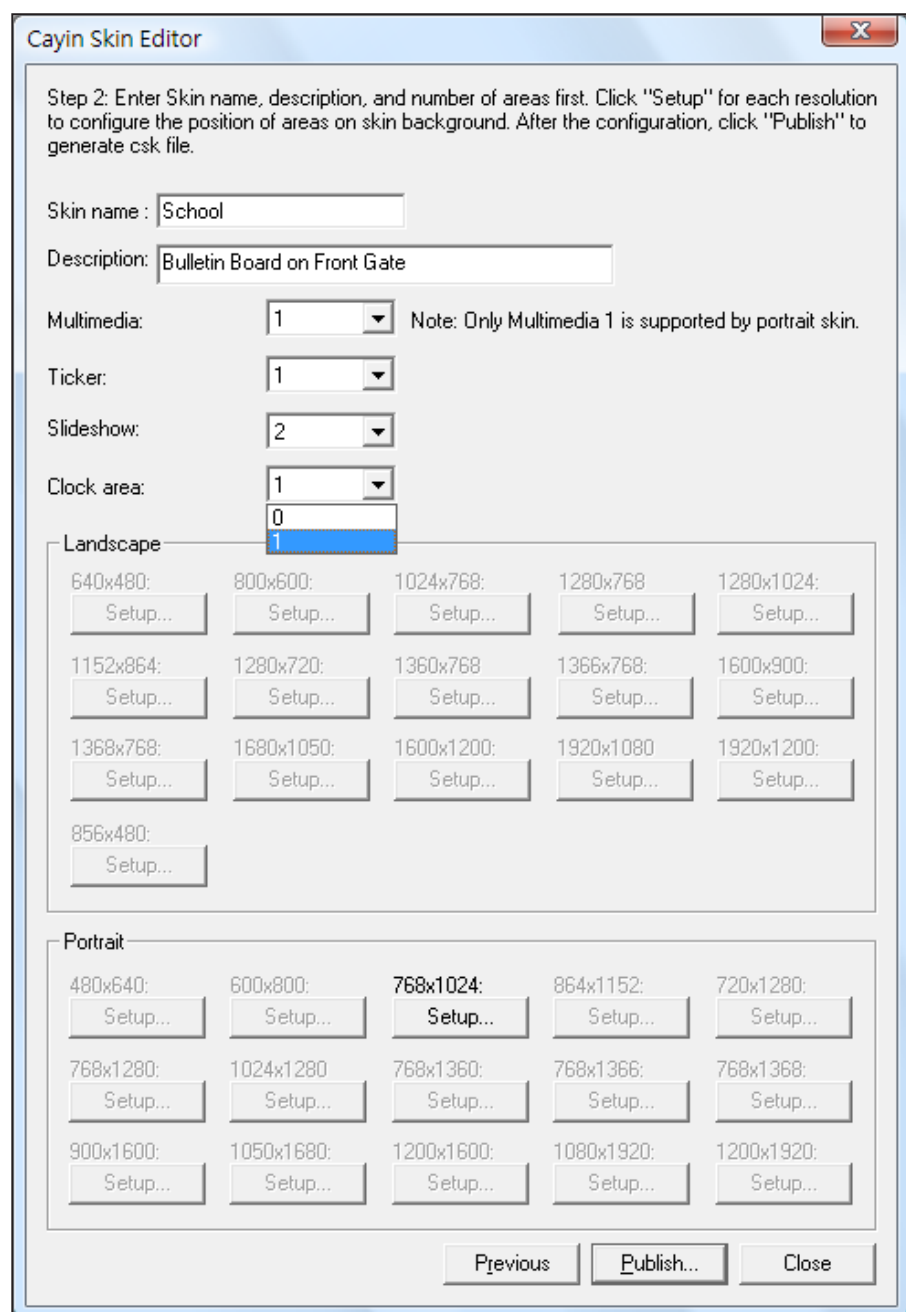 Cayin Skin Editor
Step 2: Enter Skin name, description, and number of areas first. Click "Setup" for each resolution
to configure the position of areas on skin background. After the configuration, click "Publish" to
generate csk file.
Skin name : School
Description: Bulletin Board on Front Gate
Multimedia: 1 Note: Only Multimedia 1 is supported by portrait skin.
Ticker: 1
Slideshow: 2
Clock area: 1
0
1
Landscape
640x480: 800x600: 1024x768: 1280x768 1280x1024:
Setup... Setup... Setup... Setup... Setup...
1152x864: 1280x720: 1360x768 1366x768: 1600x900:
Setup... Setup... Setup... Setup... Setup...
1368x768: 1680x1050: 1600x1200: 1920x1080 1920x1200:
Setup... Setup... Setup... Setup... Setup...
856x480:
Setup...
Portrait
480x640: 600x800: 768x1024: 864x1152: 720x1280:
Setup... Setup... Setup... Setup... Setup...
768x1280: 1024x1280 768x1360: 768x1366: 768x1368:
Setup... Setup... Setup... Setup... Setup...
900x1600: 1050x1680: 1200x1600: 1080x1920: 1200x1920:
Setup... Setup... Setup... Setup... Setup...
Previous Publish... Close